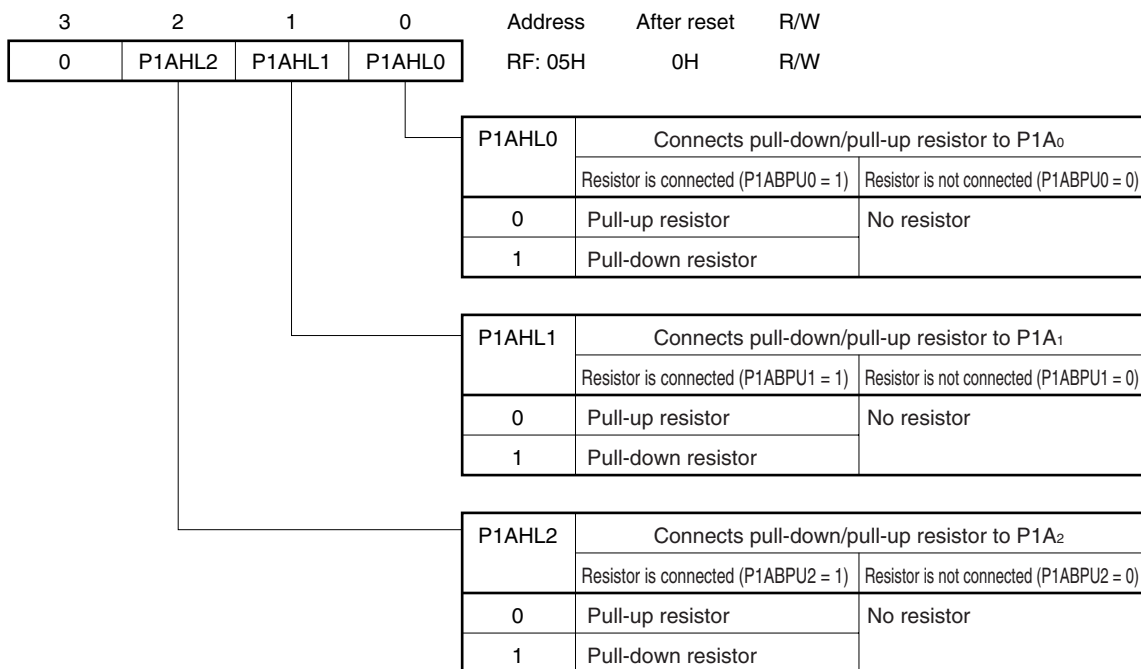 3 2 1 0 Address After reset R/W
0 P1AHL2 P1AHL1 P1AHL0 RF: 05H 0H R/W
P1AHL0 Connects pull-down/pull-up resistor to P1A0
Resistor is connected (P1ABPU0 = 1) Resistor is not connected (P1ABPU0 = 0)
0 Pull-up resistor No resistor
1 Pull-down resistor
P1AHL1 Connects pull-down/pull-up resistor to P1A1
Resistor is connected (P1ABPU1 = 1) Resistor is not connected (P1ABPU1 = 0)
0 Pull-up resistor No resistor
1 Pull-down resistor
P1AHL2 Connects pull-down/pull-up resistor to P1A2
Resistor is connected (P1ABPU2 = 1) Resistor is not connected (P1ABPU2 = 0)
0 Pull-up resistor No resistor
1 Pull-down resistor